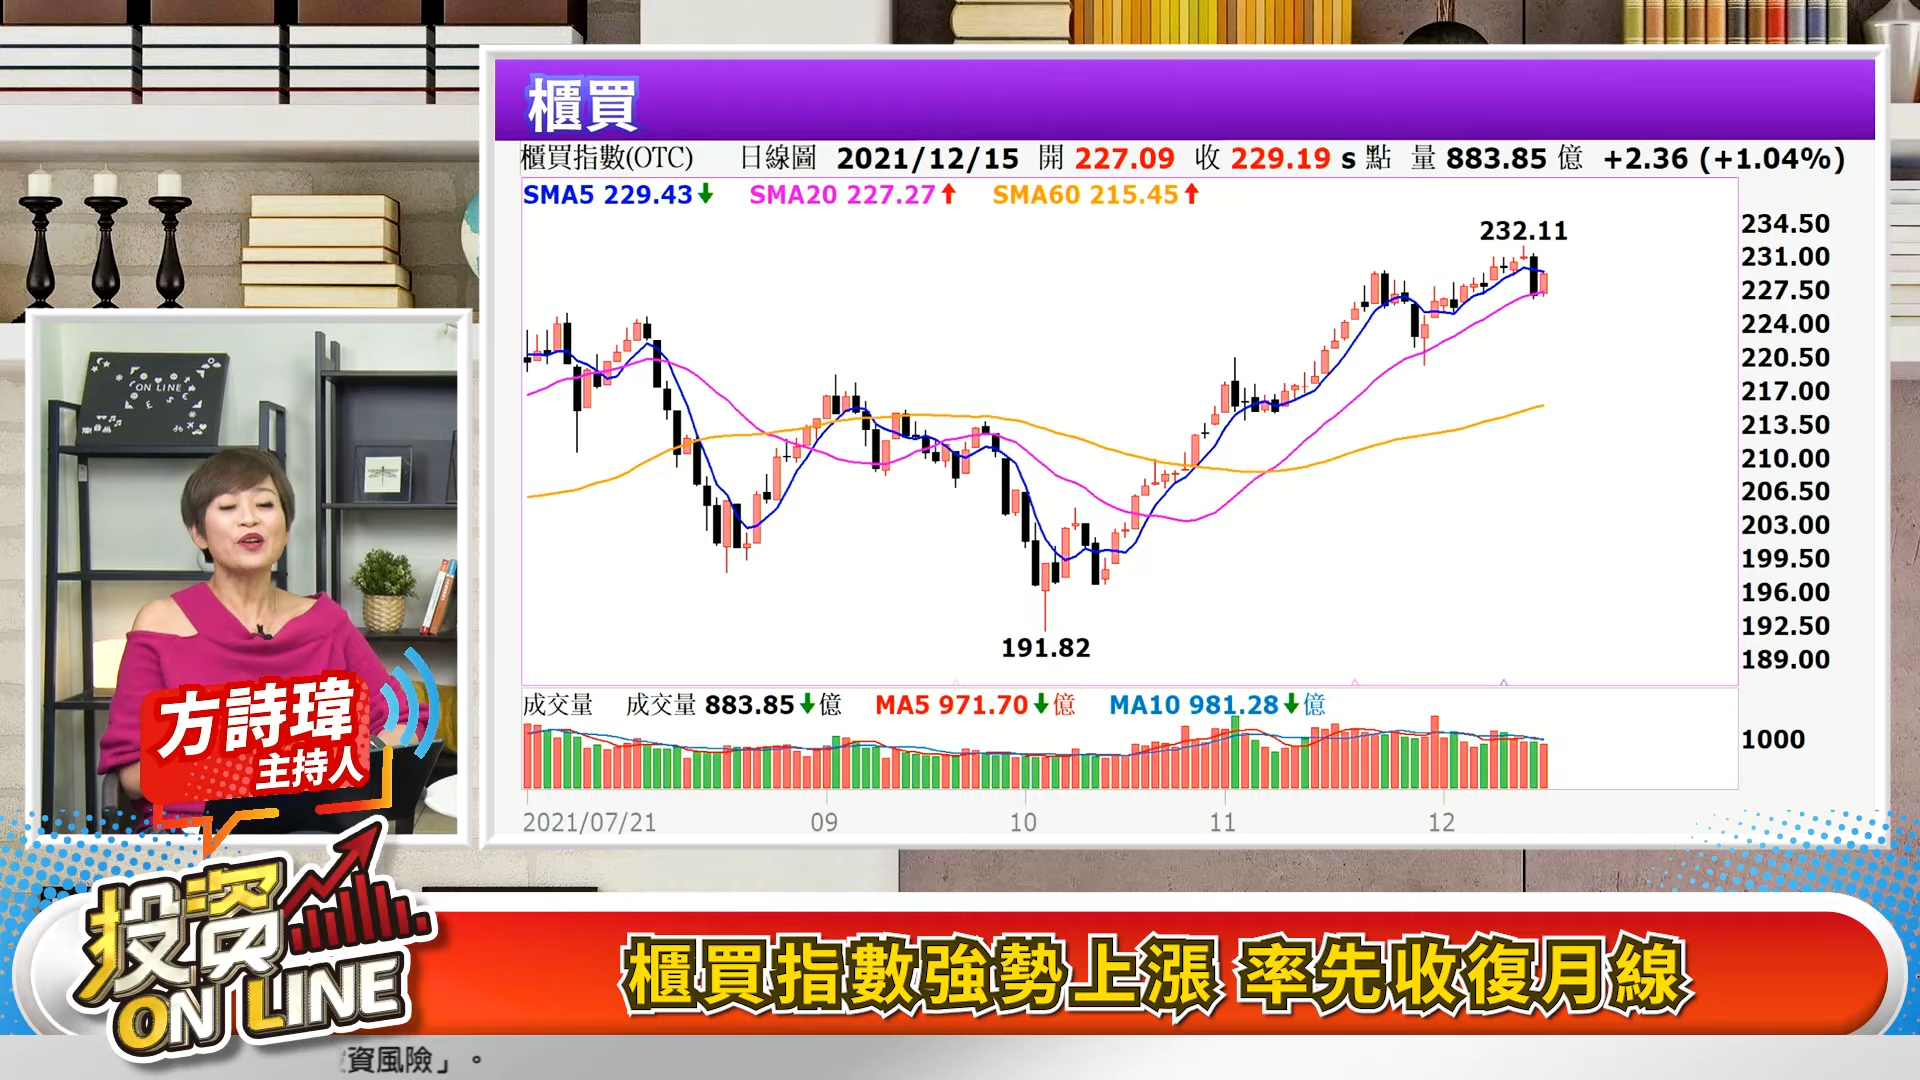 櫃買
櫃買指數(OTC) 日線圖 2021/12/15 開 227.09 收 229.19 s 點 量 883.85 億 +2.36 (+1.04%)
SMA5 229.43↓ SMA20 227.27↑ SMA60 215.45↑
232.11
191.82
234.50
231.00
227.50
224.00
220.50
217.00
213.50
210.00
206.50
203.00
199.50
196.00
192.50
189.00
成交量 成交量 883.85↓億 MA5 971.70↓億 MA10 981.28↓億
1000
2021/07/21 09 10 11 12
ON LINE
方詩瑋
主持人
投資
ON LINE
櫃買指數強勢上漲 率先收復月線
資風險」。